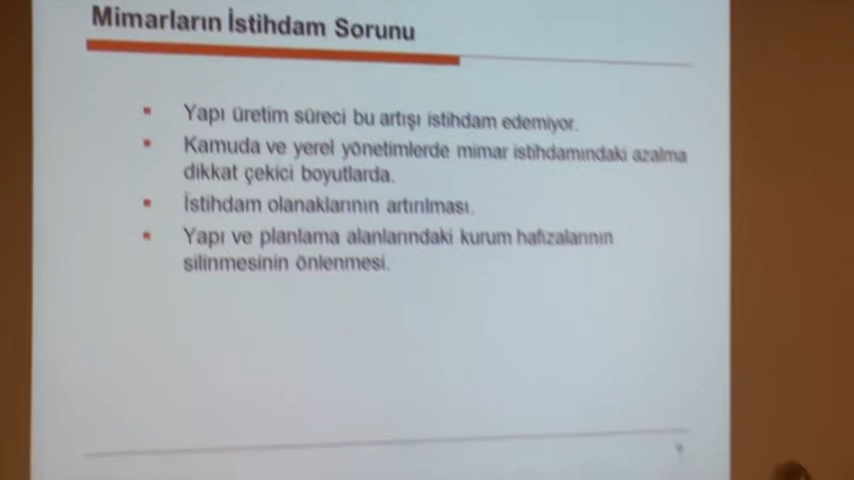 Mimarların İstihdam Sorunu
Yapı üretim süreci bu artışı istihdam edemiyor.
Kamuda ve yerel yönetimlerde mimar istihdamındaki azalma
dikkat çekici boyutlarda.
İstihdam olanaklarının artırılması.
Yapı ve planlama alanlarındaki kurum hafızalarının
silinmesinin önlenmesi.